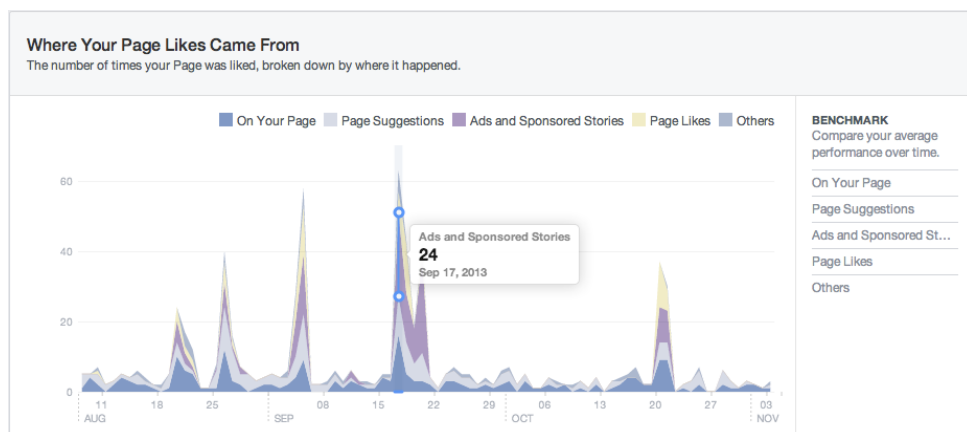 Where Your Page Likes Came From
The number of times your Page was liked, broken down by where it happened.
On Your Page Page Suggestions Ads and Sponsored Stories Page Likes Others
BENCHMARK
Compare your average
performance over time.
On Your Page
Page Suggestions
Ads and Sponsored St...
Page Likes
Others
60
40
20
0
Ads and Sponsored Stories
24
Sep 17, 2013
11 18 25 08 15 22 29 06 13 20 27 03
AUG SEP OCT NOV